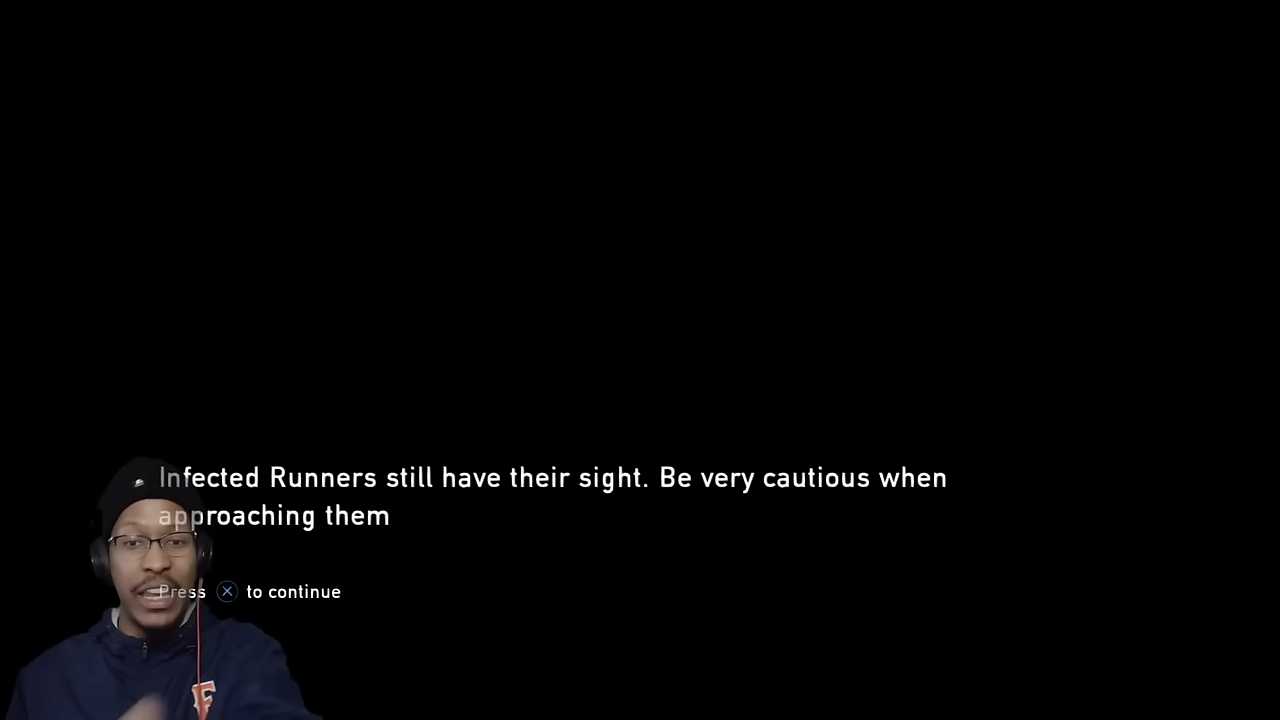 Infected Runners still have their sight. Be very cautious when
approaching them
Press ⓧ to continue
F